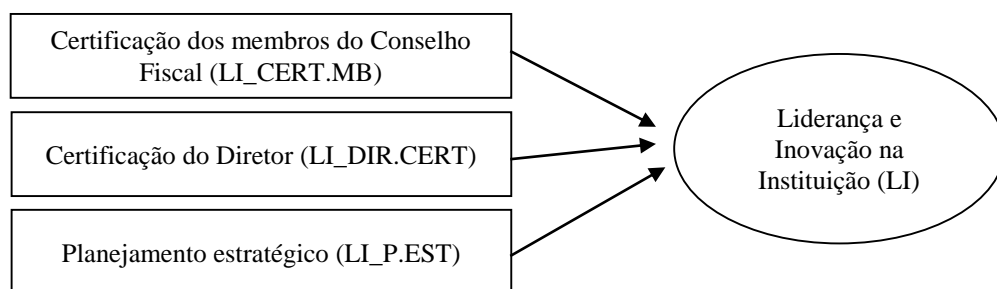 Certificação dos membros do Conselho
Fiscal (LI_CERT.MB)
Certificação do Diretor (LI_DIR.CERT)
Planejamento estratégico (LI_P.EST)
Liderança e
Inovação na
Instituição (LI)